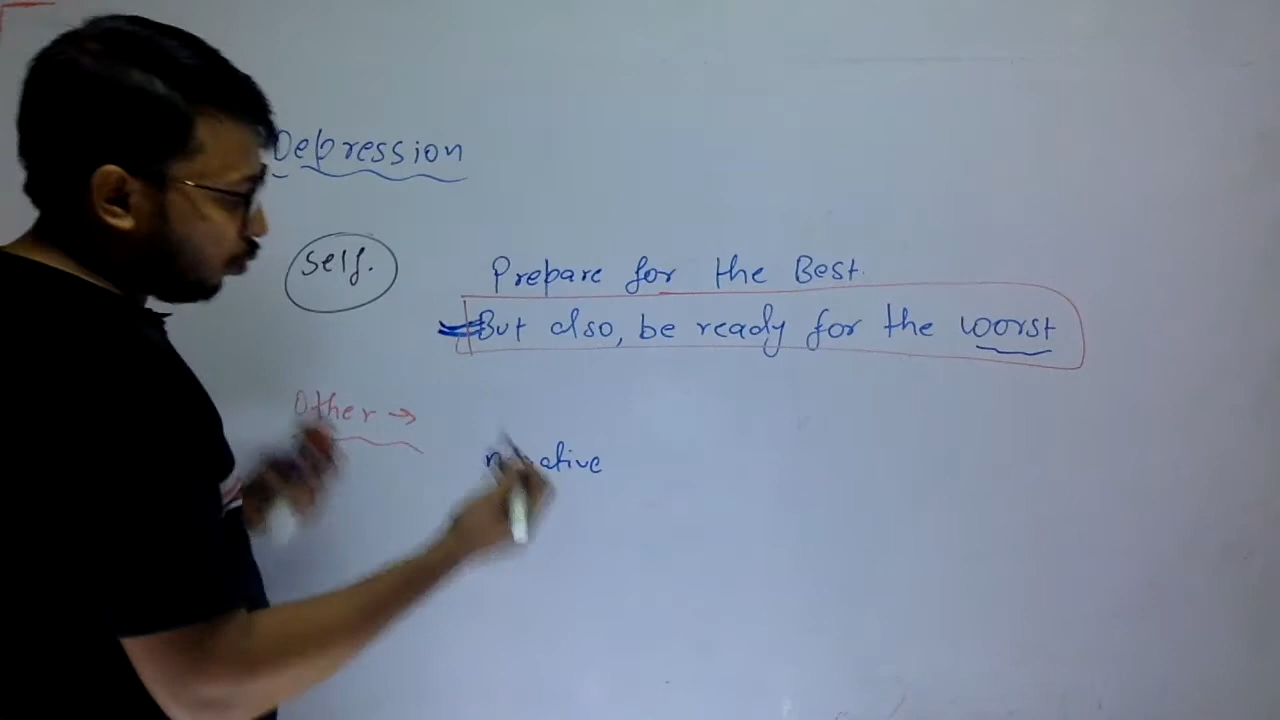 Depression
Self.
Prepare for the Best.
But also, be ready for the worst
Other →